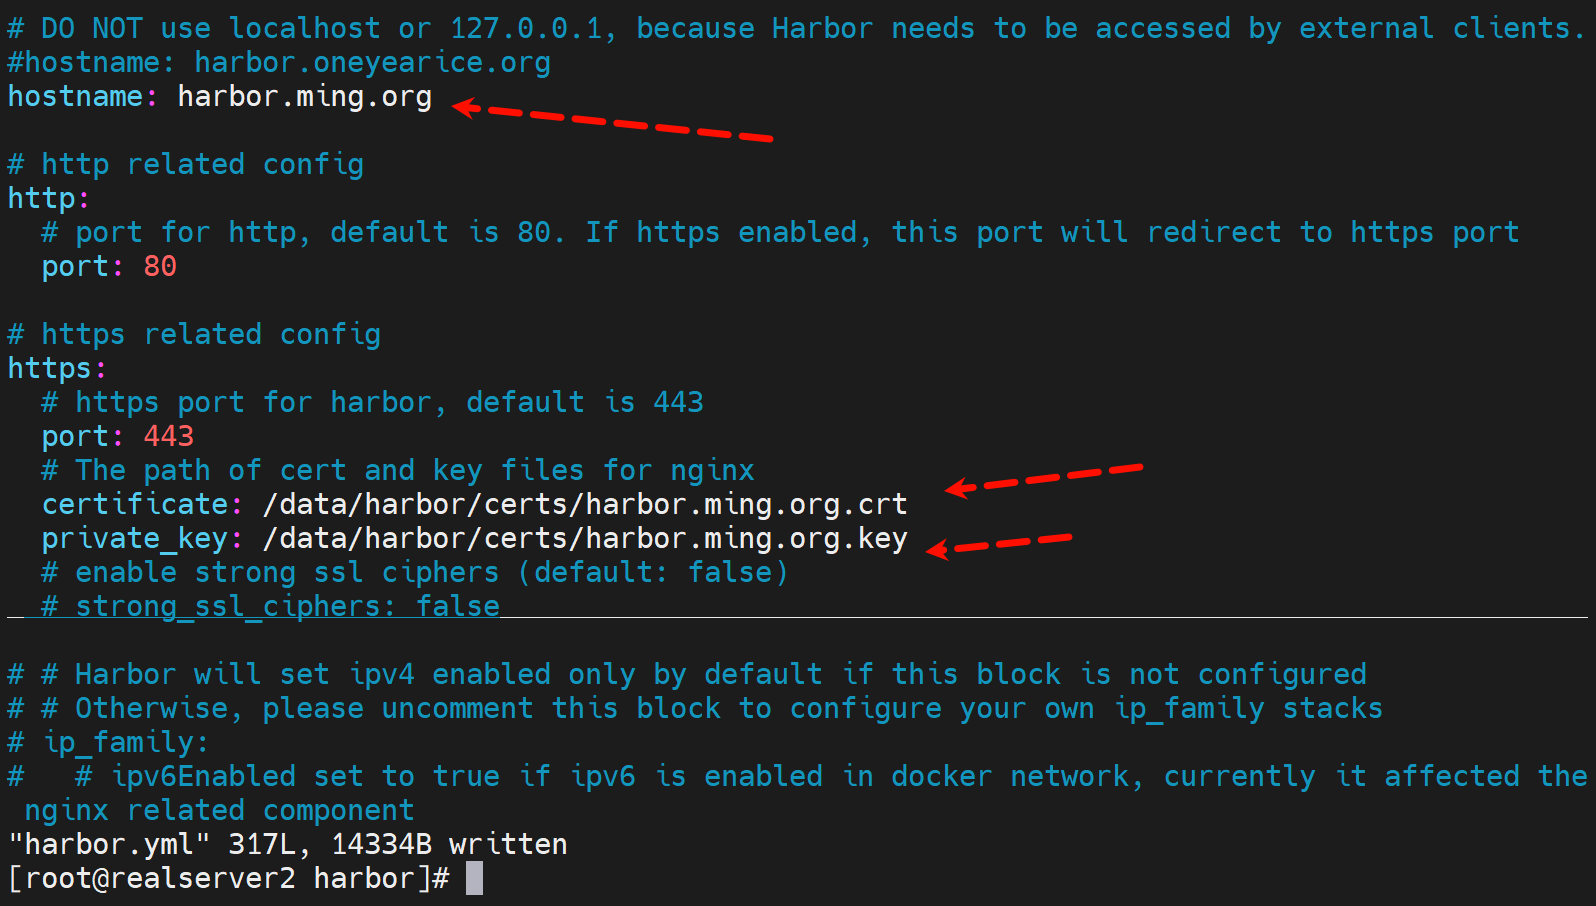 # DO NOT use localhost or 127.0.0.1, because Harbor needs to be accessed by external clients.
#hostname: harbor.oneyearice.org
hostname: harbor.ming.org
# http related config
http:
  # port for http, default is 80. If https enabled, this port will redirect to https port
  port: 80
# https related config
https:
  # https port for harbor, default is 443
  port: 443
  # The path of cert and key files for nginx
  certificate: /data/harbor/certs/harbor.ming.org.crt
  private_key: /data/harbor/certs/harbor.ming.org.key
  # enable strong ssl ciphers (default: false)
  # strong_ssl_ciphers: false
# # Harbor will set ipv4 enabled only by default if this block is not configured
# # Otherwise, please uncomment this block to configure your own ip_family stacks
# ip_family:
#   # ipv6Enabled set to true if ipv6 is enabled in docker network, currently it affected the
 nginx related component
"harbor.yml" 317L, 14334B written
[root@realserver2 harbor]#